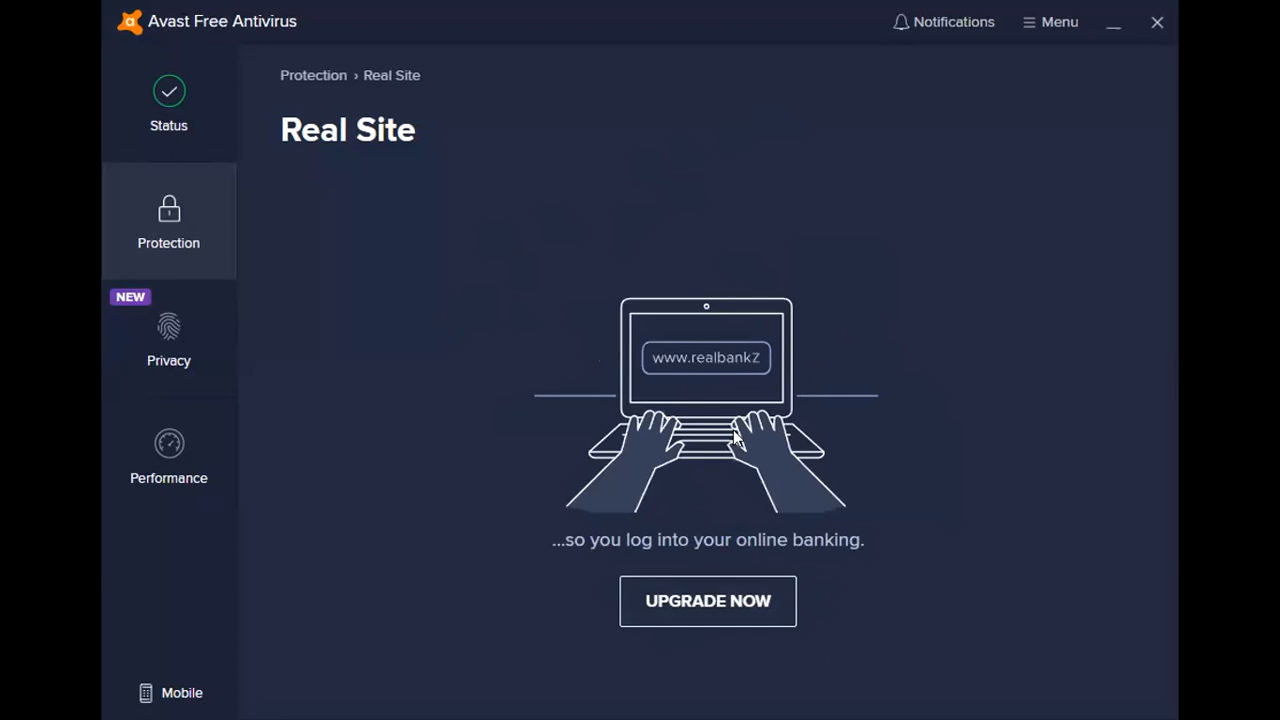 Avast Free Antivirus
Notifications
Menu
Status
Protection
NEW
Privacy
Performance
Mobile
Protection › Real Site
Real Site
www.realbankZ
...so you log into your online banking.
UPGRADE NOW